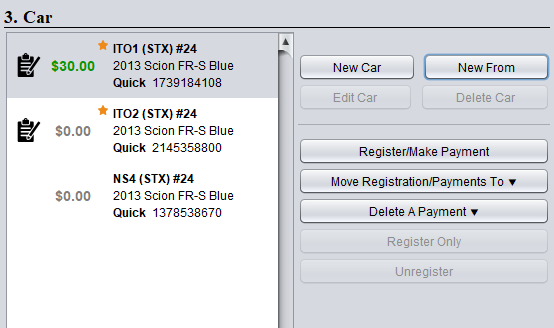 3. Car
$30.00
ITO1 (STX) #24
2013 Scion FR-S Blue
Quick 1739184108
$0.00
ITO2 (STX) #24
2013 Scion FR-S Blue
Quick 2145358800
$0.00
NS4 (STX) #24
2013 Scion FR-S Blue
Quick 1378538670
New Car
New From
Edit Car
Delete Car
Register/Make Payment
Move Registration/Payments To ▼
Delete A Payment ▼
Register Only
Unregister